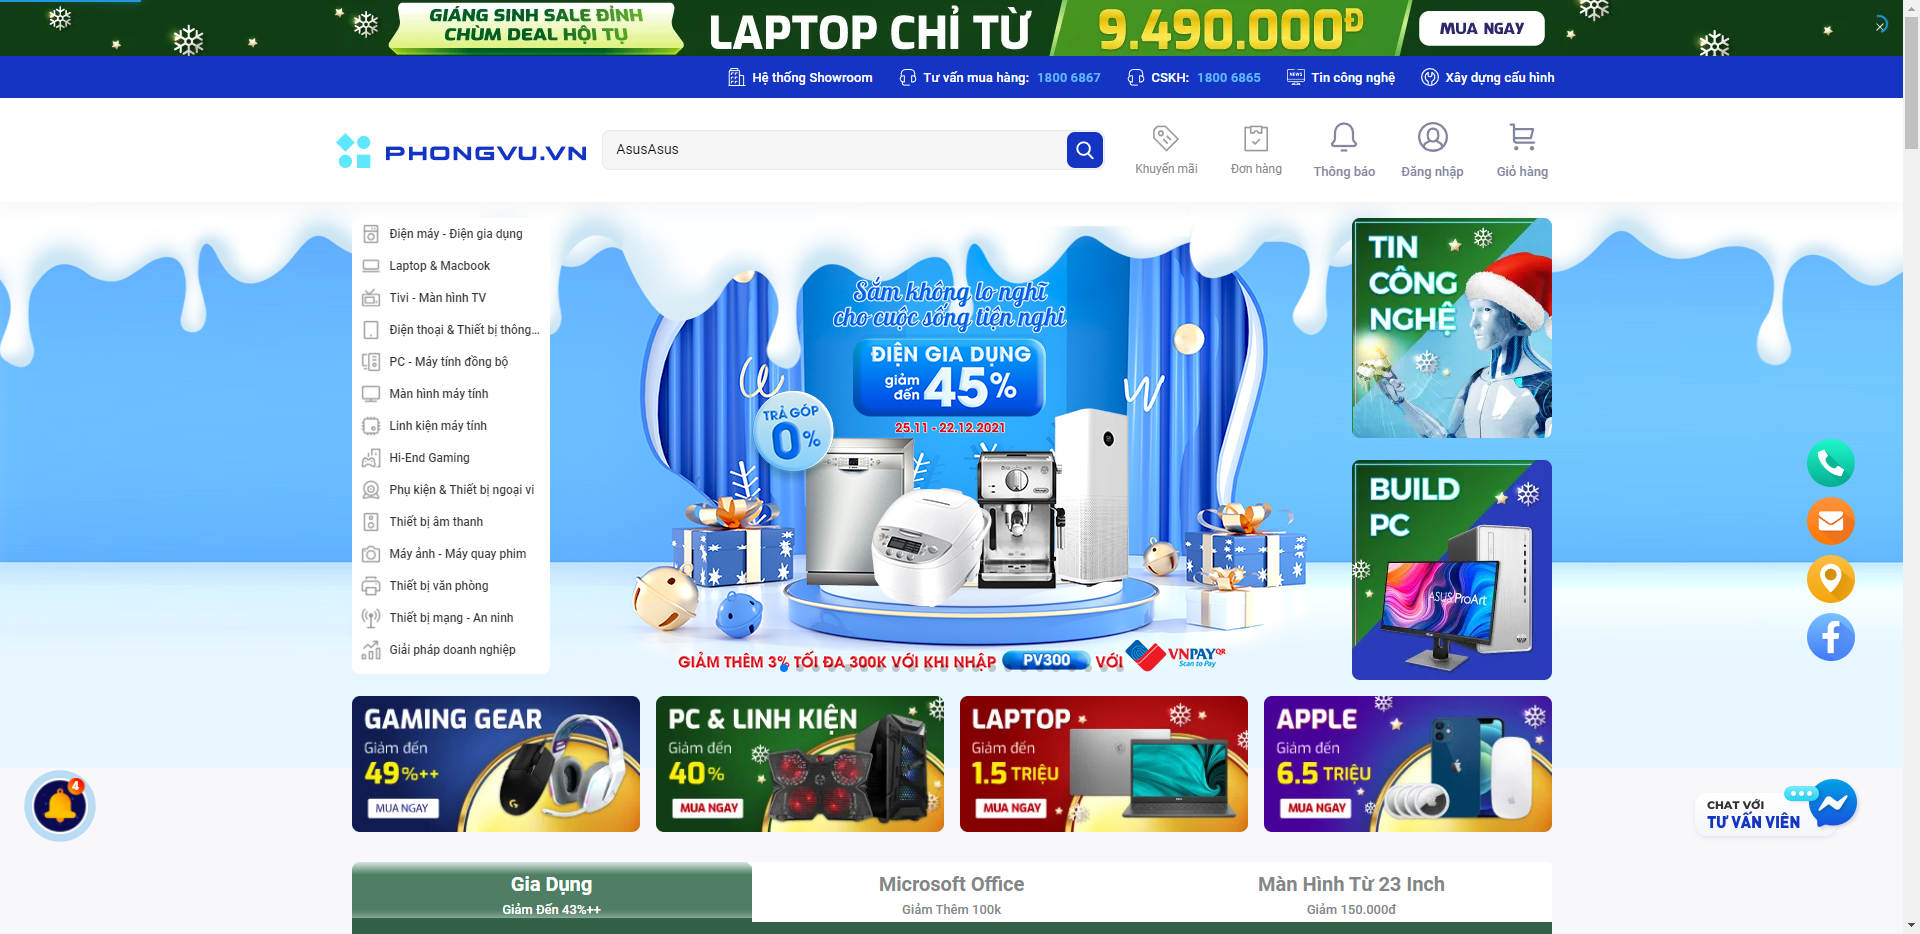 GIÁNG SINH SALE ĐỈNH
CHÙM DEAL HỘI TỤ
LAPTOP CHỈ TỪ
9.490.000Đ
MUA NGAY
Hệ thống Showroom
Tư vấn mua hàng: 1800 6867
CSKH: 1800 6865
Tin công nghệ
Xây dựng cấu hình
PHONGVU.VN
AsusAsus
Khuyến mãi
Đơn hàng
Thông báo
Đăng nhập
Giỏ hàng
Điện máy - Điện gia dụng
Laptop & Macbook
Tivi - Màn hình TV
Điện thoại & Thiết bị thông...
PC - Máy tính đồng bộ
Màn hình máy tính
Linh kiện máy tính
Hi-End Gaming
Phụ kiện & Thiết bị ngoại vi
Thiết bị âm thanh
Máy ảnh - Máy quay phim
Thiết bị văn phòng
Thiết bị mạng - An ninh
Giải pháp doanh nghiệp
Sắm không lo nghĩ
cho cuộc sống tiện nghi
ĐIỆN GIA DỤNG
giảm đến 45%
25.11 - 22.12.2021
TRẢ GÓP
0%
GIẢM THÊM 3% TỐI ĐA 300K VỚI KHI NHẬP PV300 VỚI VNPAYQR
Scan to Pay
TIN
CÔNG
NGHỆ
BUILD
PC
ASUS ProArt
GAMING GEAR
Giảm đến
49%++
MUA NGAY
PC & LINH KIỆN
Giảm đến
40%
MUA NGAY
LAPTOP
Giảm đến
1.5 TRIỆU
MUA NGAY
APPLE
Giảm đến
6.5 TRIỆU
MUA NGAY
4
CHAT VỚI
TƯ VẤN VIÊN
Gia Dụng
Giảm Đến 43%++
Microsoft Office
Giảm Thêm 100k
Màn Hình Từ 23 Inch
Giảm 150.000đ